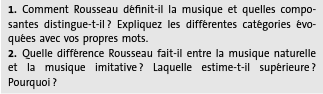 1. Comment Rousseau définit-il la musique et quelles compo-
santes distingue-t-il ? Expliquez les différentes catégories évo-
quées avec vos propres mots.
2. Quelle différence Rousseau fait-il entre la musique naturelle
et la musique imitative ? Laquelle estime-t-il supérieure ?
Pourquoi ?